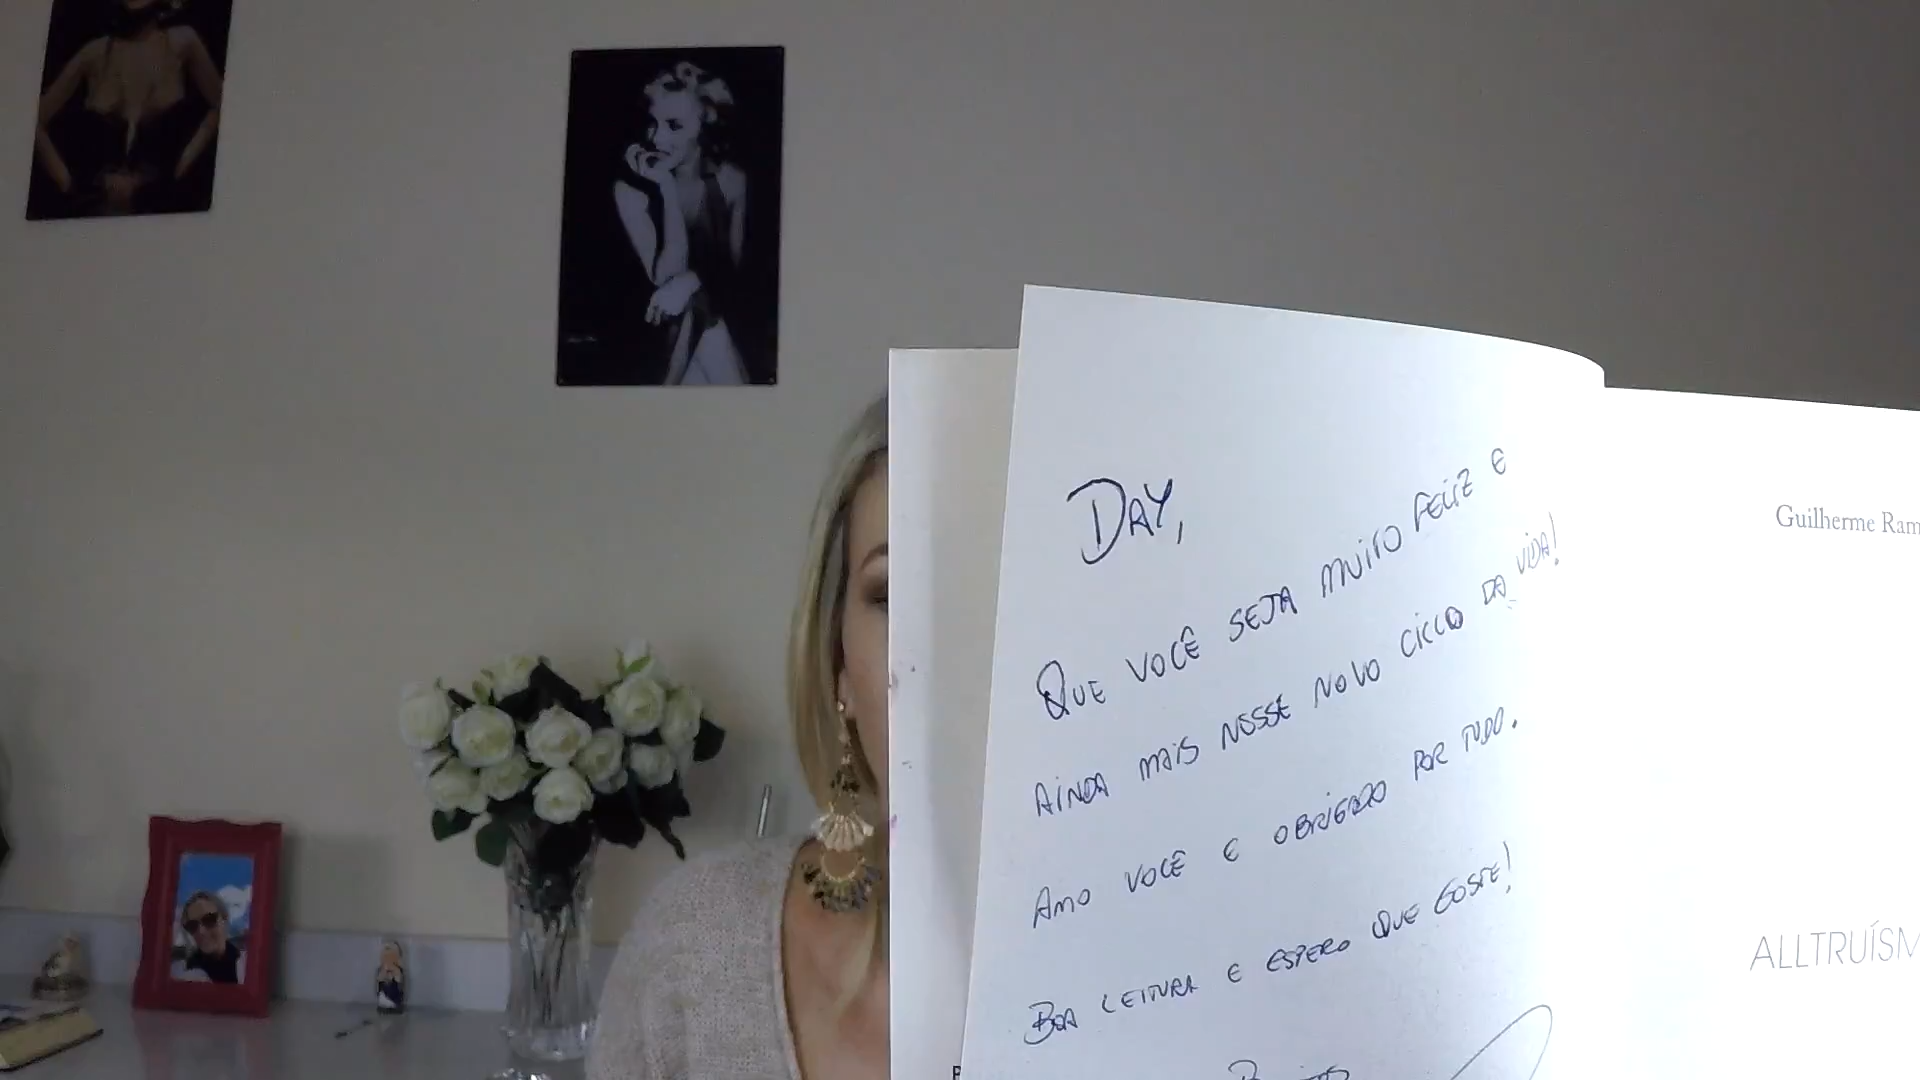 DAY,
QUE VOCÊ SEJA MUITO FELIZ E
AINDA MAIS NESSE NOVO CICLO DA VIDA!
AMO VOCÊ E OBRIGADO POR TUDO.
BOA LEITURA E ESPERO QUE GOSTE!
Guilherme Ram
ALLTRUÍSM